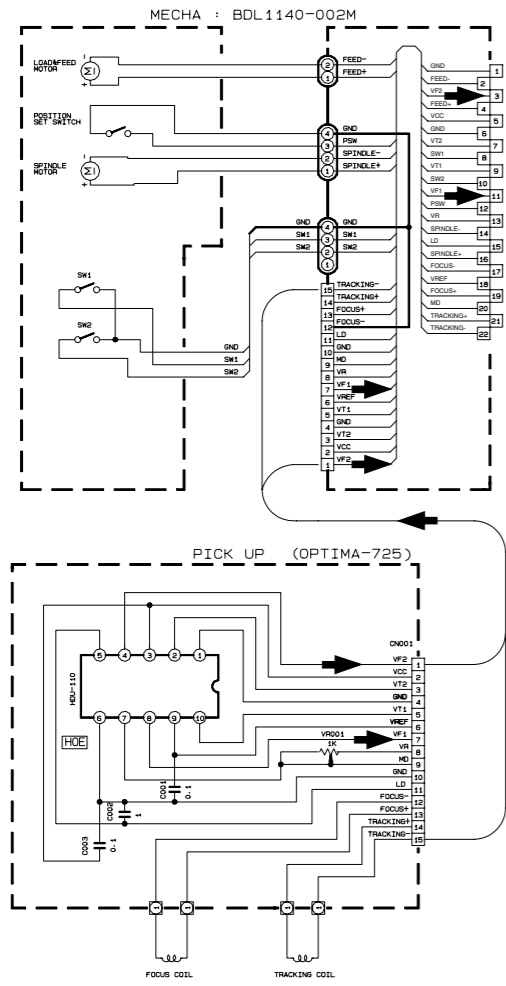 MECHA : BDL1140-002M
LOAD&FEED
MOTOR
+
-
2 FEED-
1 FEED+
POSITION
SET SWITCH
4 GND
3 PSW
SPINDLE
MOTOR
-
+
2 SPINDLE-
1 SPINDLE+
GND 4 GND
SW1 3 SW1
SW2 2 SW2
1
SW1
SW2
GND
SW1
SW2
15 TRACKING-
14 TRACKING+
13 FOCUS+
12 FOCUS-
11 LD
10 GND
9 MD
8 VR
7 VF1
6 VREF
5 VT1
4 GND
3 VT2
2 VCC
1 VF2
GND 1
FEED- 2
VF2 3
FEED+ 4
VCC 5
GND 6
VT2 7
SW1 8
VT1 9
SW2 10
VF1 11
PSW 12
VR 13
SPINDLE- 14
LD 15
SPINDLE+ 16
FOCUS- 17
VREF 18
FOCUS+ 19
MD 20
TRACKING+ 21
TRACKING- 22
PICK UP (OPTIMA-725)
CN001
5 4 3 2 1
HDU-110
6 7 8 9 10
HOE
VR001
1K
C001
0.1
C002
1
C003
0.1
VF2 1
VCC 2
VT2 3
GND 4
VT1 5
VREF 6
VF1 7
VR 8
MD 9
GND 10
LD 11
FOCUS- 12
FOCUS+ 13
TRACKING+ 14
TRACKING- 15
FOCUS COIL
TRACKING COIL